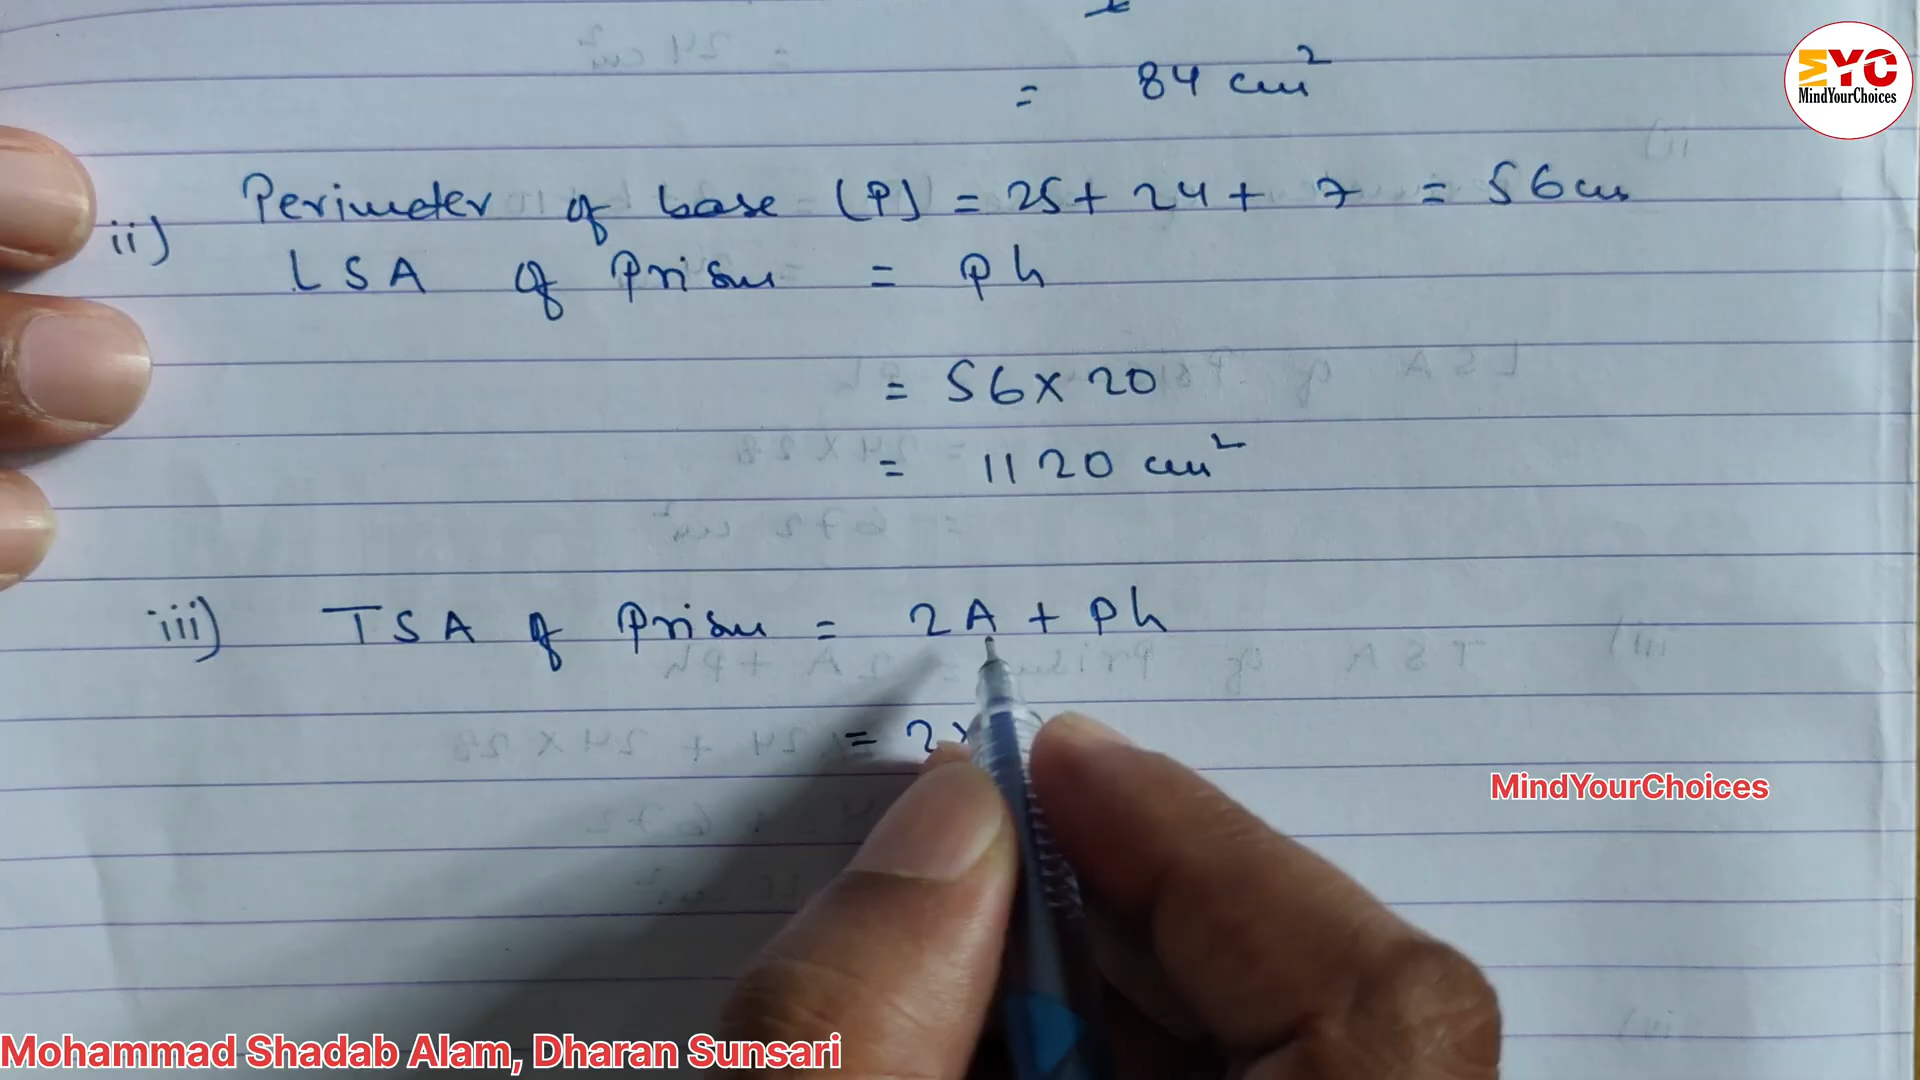 = 84 cm²
MYC
MindYourChoices
ii) Perimeter of base (P) = 25 + 24 + 7 = 56 cm
LSA of Prism = Ph
= 56 × 20
= 1120 cm²
iii) TSA of Prism = 2A + Ph
= 2×
MindYourChoices
Mohammad Shadab Alam, Dharan Sunsari